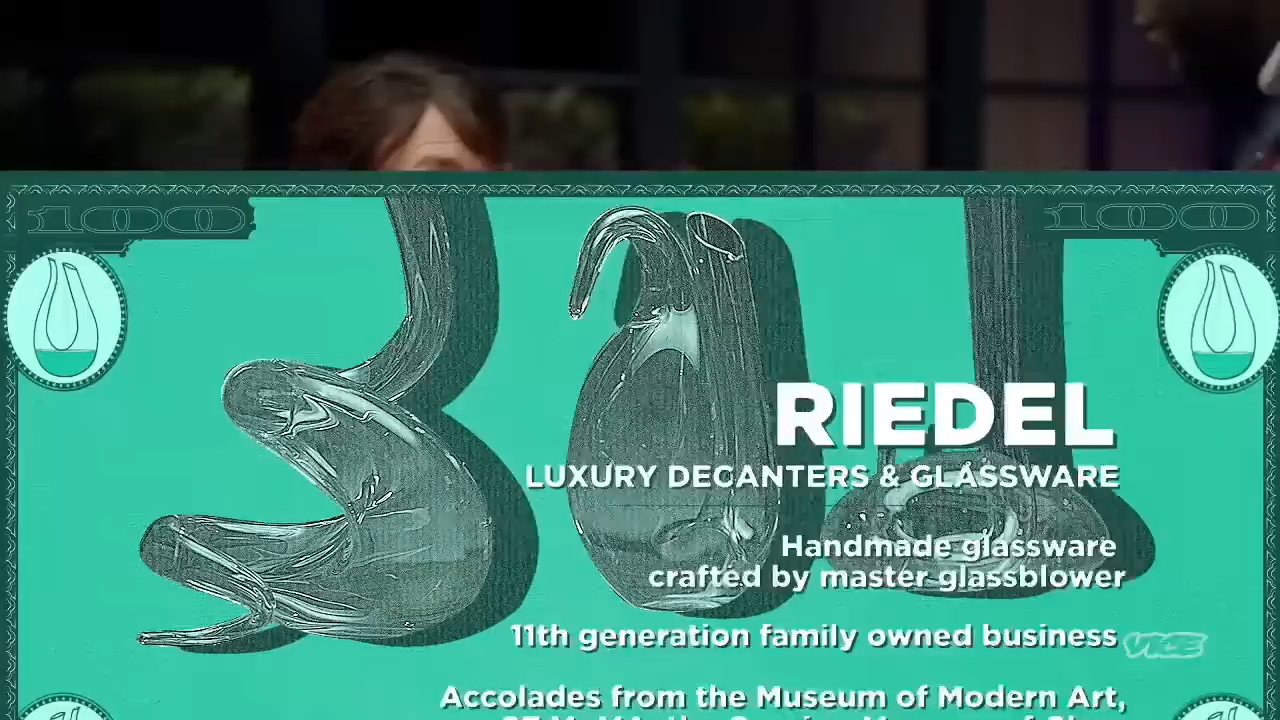 100 100
RIEDEL
LUXURY DECANTERS & GLASSWARE
Handmade glassware
crafted by master glassblower
11th generation family owned business
VICE
Accolades from the Museum of Modern Art,